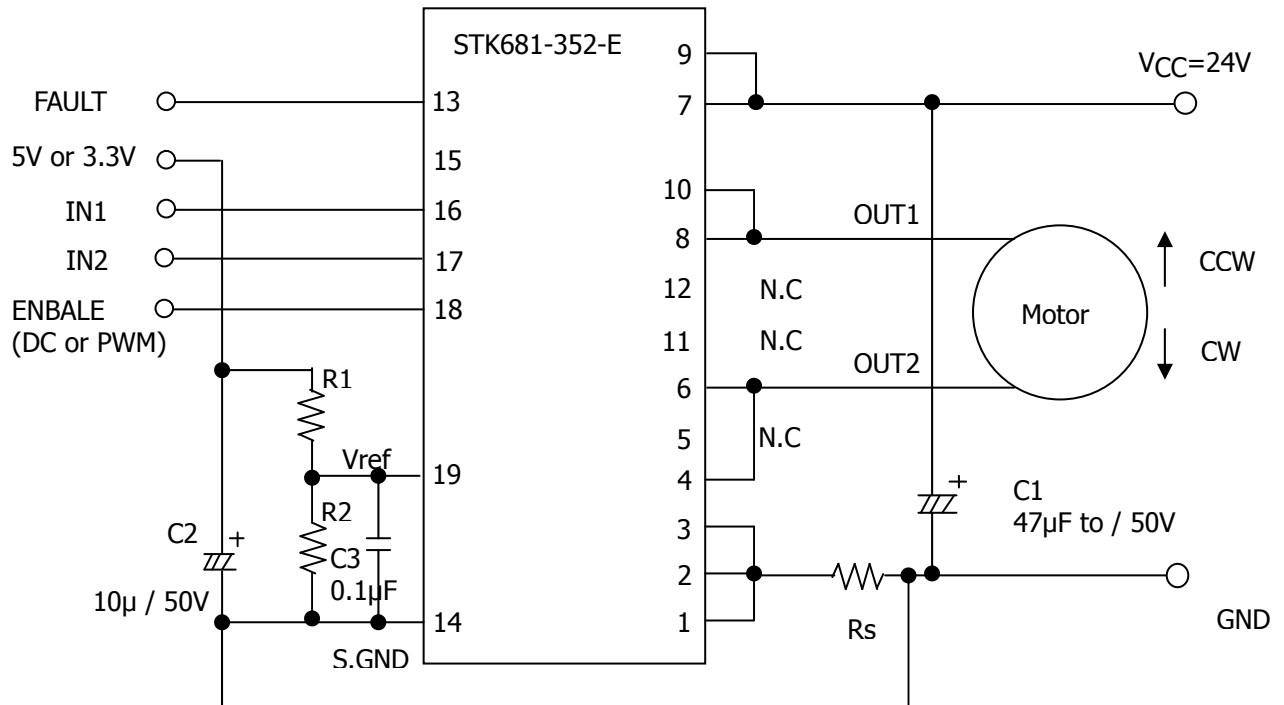 STK681-352-E
FAULT
5V or 3.3V
IN1
IN2
ENBALE
(DC or PWM)
13
15
16
17
18
R1
Vref
19
R2
C2
+
10µ / 50V
C3
0.1µF
14
S.GND
9
7
10
8
12
11
6
5
4
3
2
1
VCC=24V
OUT1
N.C
N.C
OUT2
N.C
Motor
CCW
CW
+
C1
47µF to / 50V
Rs
GND